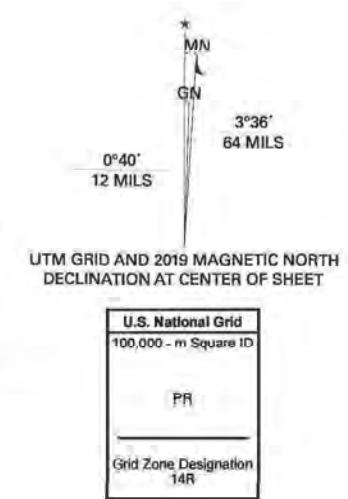 ★
MN
GN
3°36´
64 MILS
0°40´
12 MILS
UTM GRID AND 2019 MAGNETIC NORTH
DECLINATION AT CENTER OF SHEET
U.S. National Grid
100,000 - m Square ID
PR
Grid Zone Designation
14R